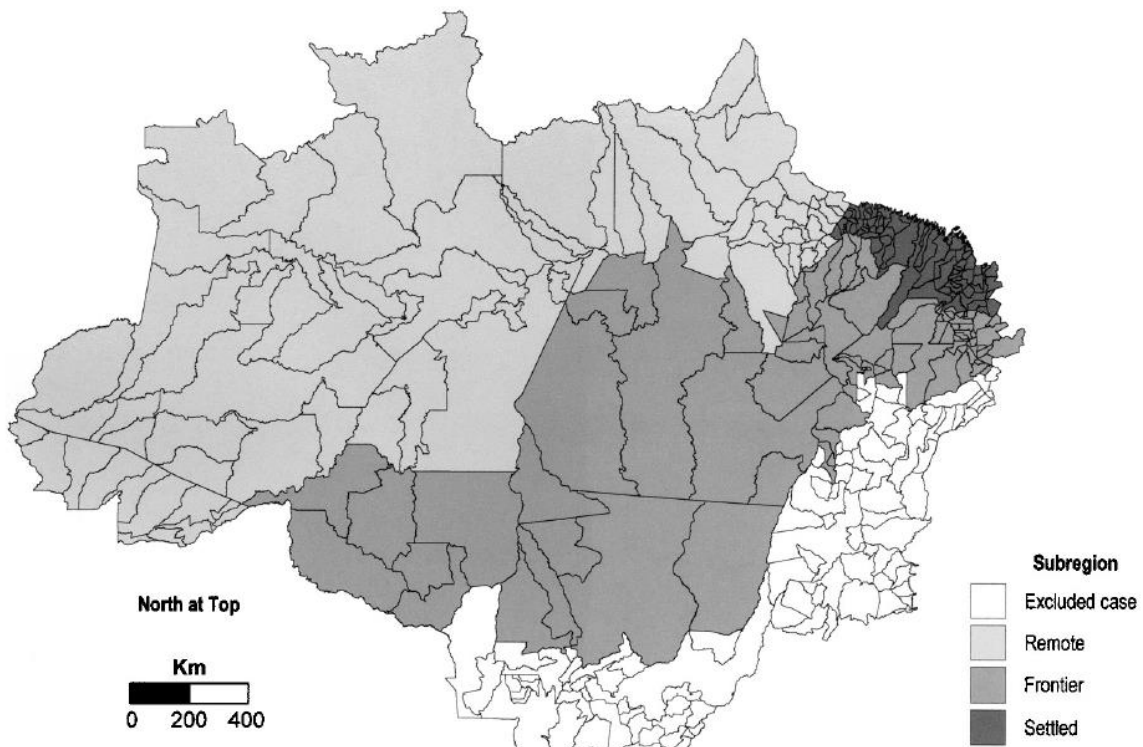 North at Top
Km
0 200 400
Subregion
Excluded case
Remote
Frontier
Settled